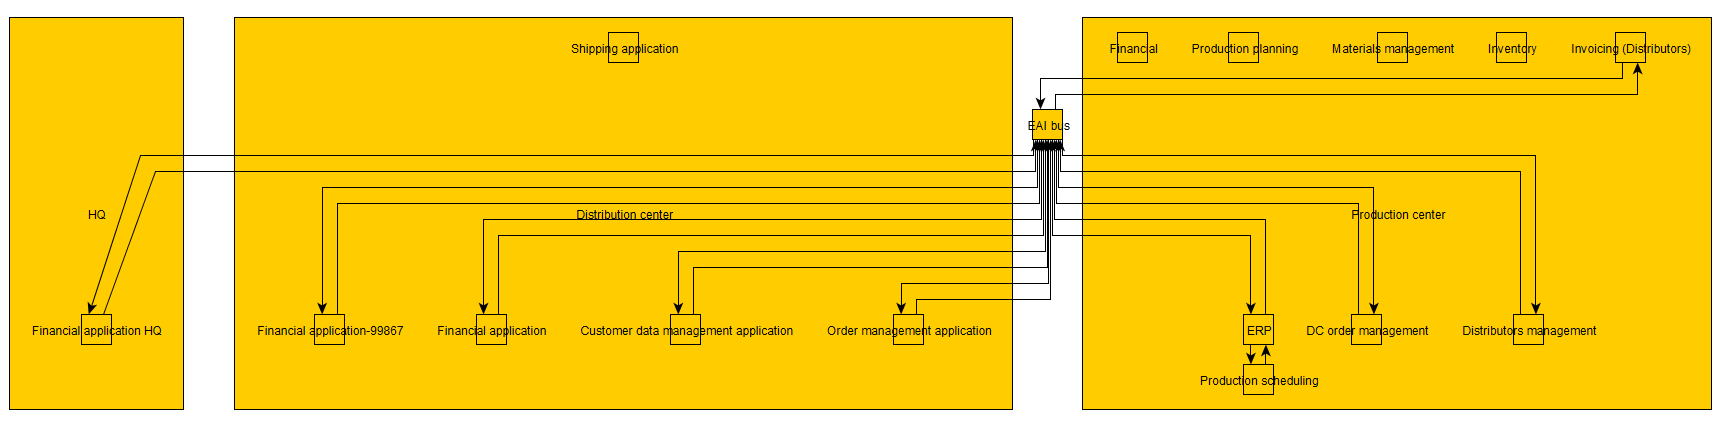 Shipping application
Financial
Production planning
Materials management
Inventory
Invoicing (Distributors)
EAI bus
HQ
Distribution center
Production center
Financial application HQ
Financial application-99867
Financial application
Customer data management application
Order management application
ERP
DC order management
Distributors management
Production scheduling